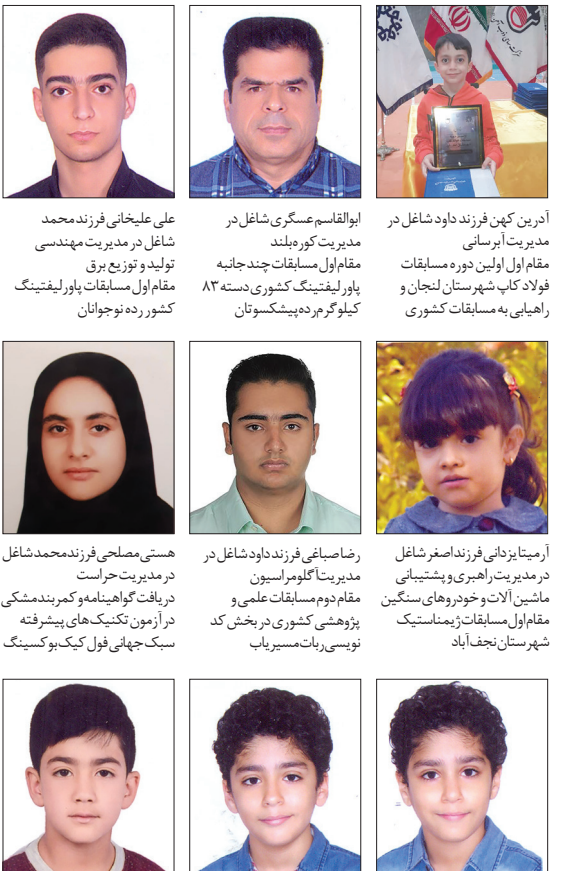 آدرین کهن فرزند داود شاغل در
مدیریت آبرسانی
مقام اول اولین دوره مسابقات
فولاد کاپ شهرستان لنجان و
راهیابی به مسابقات کشوری
ابوالقاسم عسگری شاغل در
مدیریت کوره بلند
مقام اول مسابقات چند جانبه
پاور لیفتینگ کشوری دسته ۸۳
کیلوگرم رده پیشکسوتان
علی علیخانی فرزند محمد
شاغل در مدیریت مهندسی
تولید و توزیع برق
مقام اول مسابقات پاور لیفتینگ
کشور رده نوجوانان
آرمیتا یزدانی فرزند اصغر شاغل
در مدیریت راهبری و پشتیبانی
ماشین آلات و خودروهای سنگین
مقام اول مسابقات ژیمناستیک
شهرستان نجف آباد
رضا صباغی فرزند داود شاغل در
مدیریت آگلومراسیون
مقام دوم مسابقات علمی و
پژوهشی کشوری در بخش کد
نویسی ربات مسیریاب
هستی مصلحی فرزند محمد شاغل
در مدیریت حراست
دریافت گواهینامه و کمربند مشکی
در آزمون تکنیک های پیشرفته
سبک جهانی فول کیک بوکسینگ